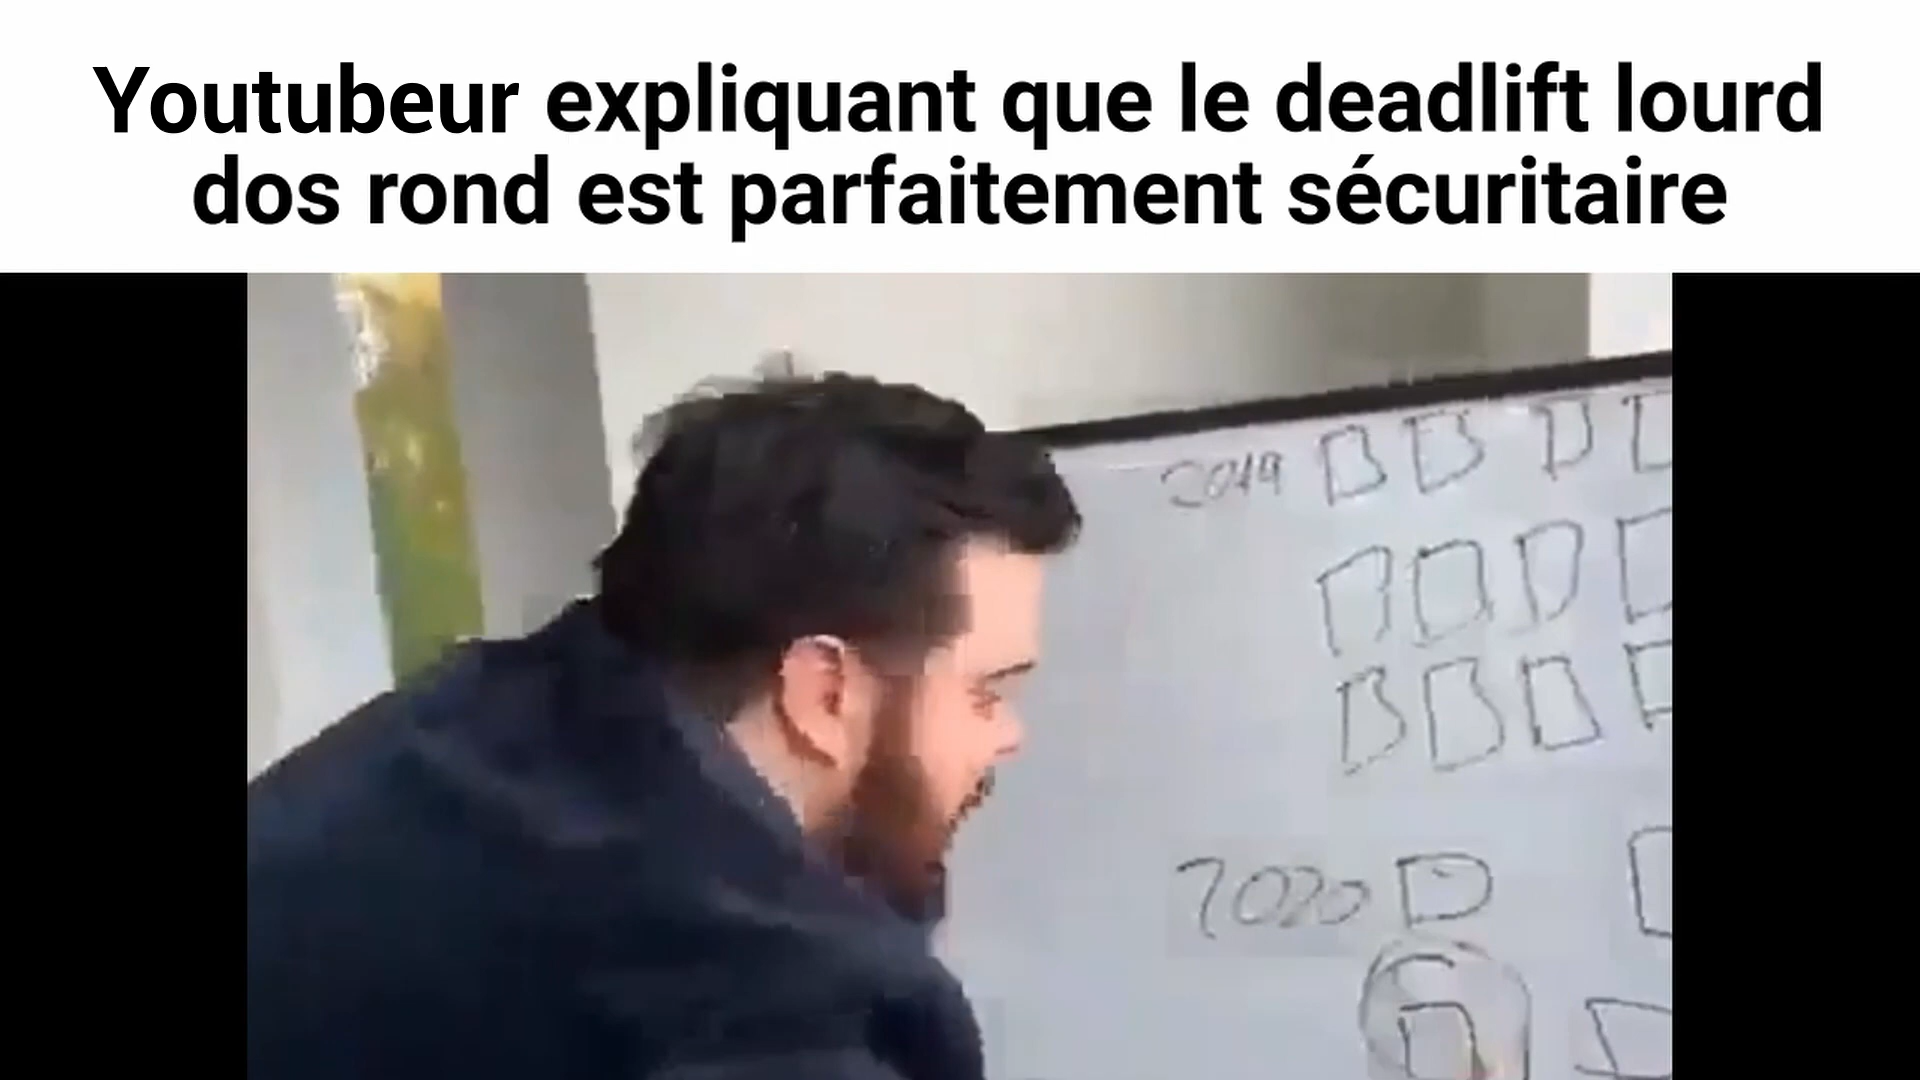 Youtubeur expliquant que le deadlift lourd
dos rond est parfaitement sécuritaire
2019
2020